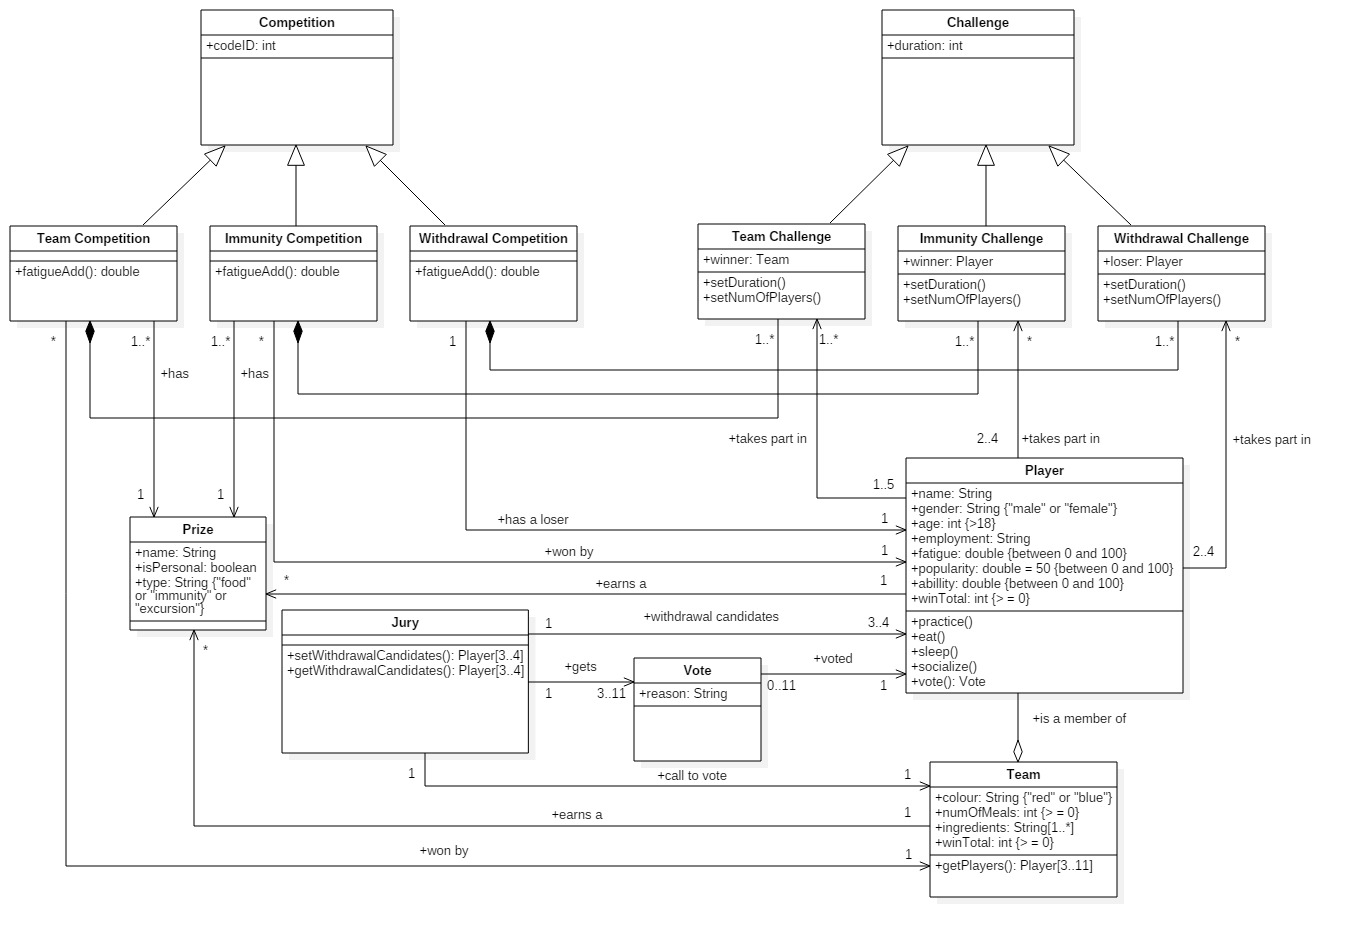 Competition
+codeID: int
Challenge
+duration: int
Team Competition
+fatigueAdd(): double
Immunity Competition
+fatigueAdd(): double
Withdrawal Competition
+fatigueAdd(): double
Team Challenge
+winner: Team
+setDuration()
+setNumOfPlayers()
Immunity Challenge
+winner: Player
+setDuration()
+setNumOfPlayers()
Withdrawal Challenge
+loser: Player
+setDuration()
+setNumOfPlayers()
*
1..*
1..*
*
1
1..*
1..*
1..*
*
1..*
*
+has
+has
+takes part in
2..4
+takes part in
+takes part in
1
1
1..5
+has a loser
1
+won by
1
2..4
*
+earns a
1
Prize
+name: String
+isPersonal: boolean
+type: String {"food"
or "immunity" or
"excursion"}
Player
+name: String
+gender: String {"male" or "female"}
+age: int {>18}
+employment: String
+fatigue: double {between 0 and 100}
+popularity: double = 50 {between 0 and 100}
+abillity: double {between 0 and 100}
+winTotal: int {> = 0}
+practice()
+eat()
+sleep()
+socialize()
+vote(): Vote
*
Jury
+setWithdrawalCandidates(): Player[3..4]
+getWithdrawalCandidates(): Player[3..4]
1
+withdrawal candidates
3..4
+gets
1
3..11
Vote
+reason: String
+voted
0..11
1
+is a member of
1
+call to vote
1
+earns a
1
+won by
1
Team
+colour: String {"red" or "blue"}
+numOfMeals: int {> = 0}
+ingredients: String[1..*]
+winTotal: int {> = 0}
+getPlayers(): Player[3..11]